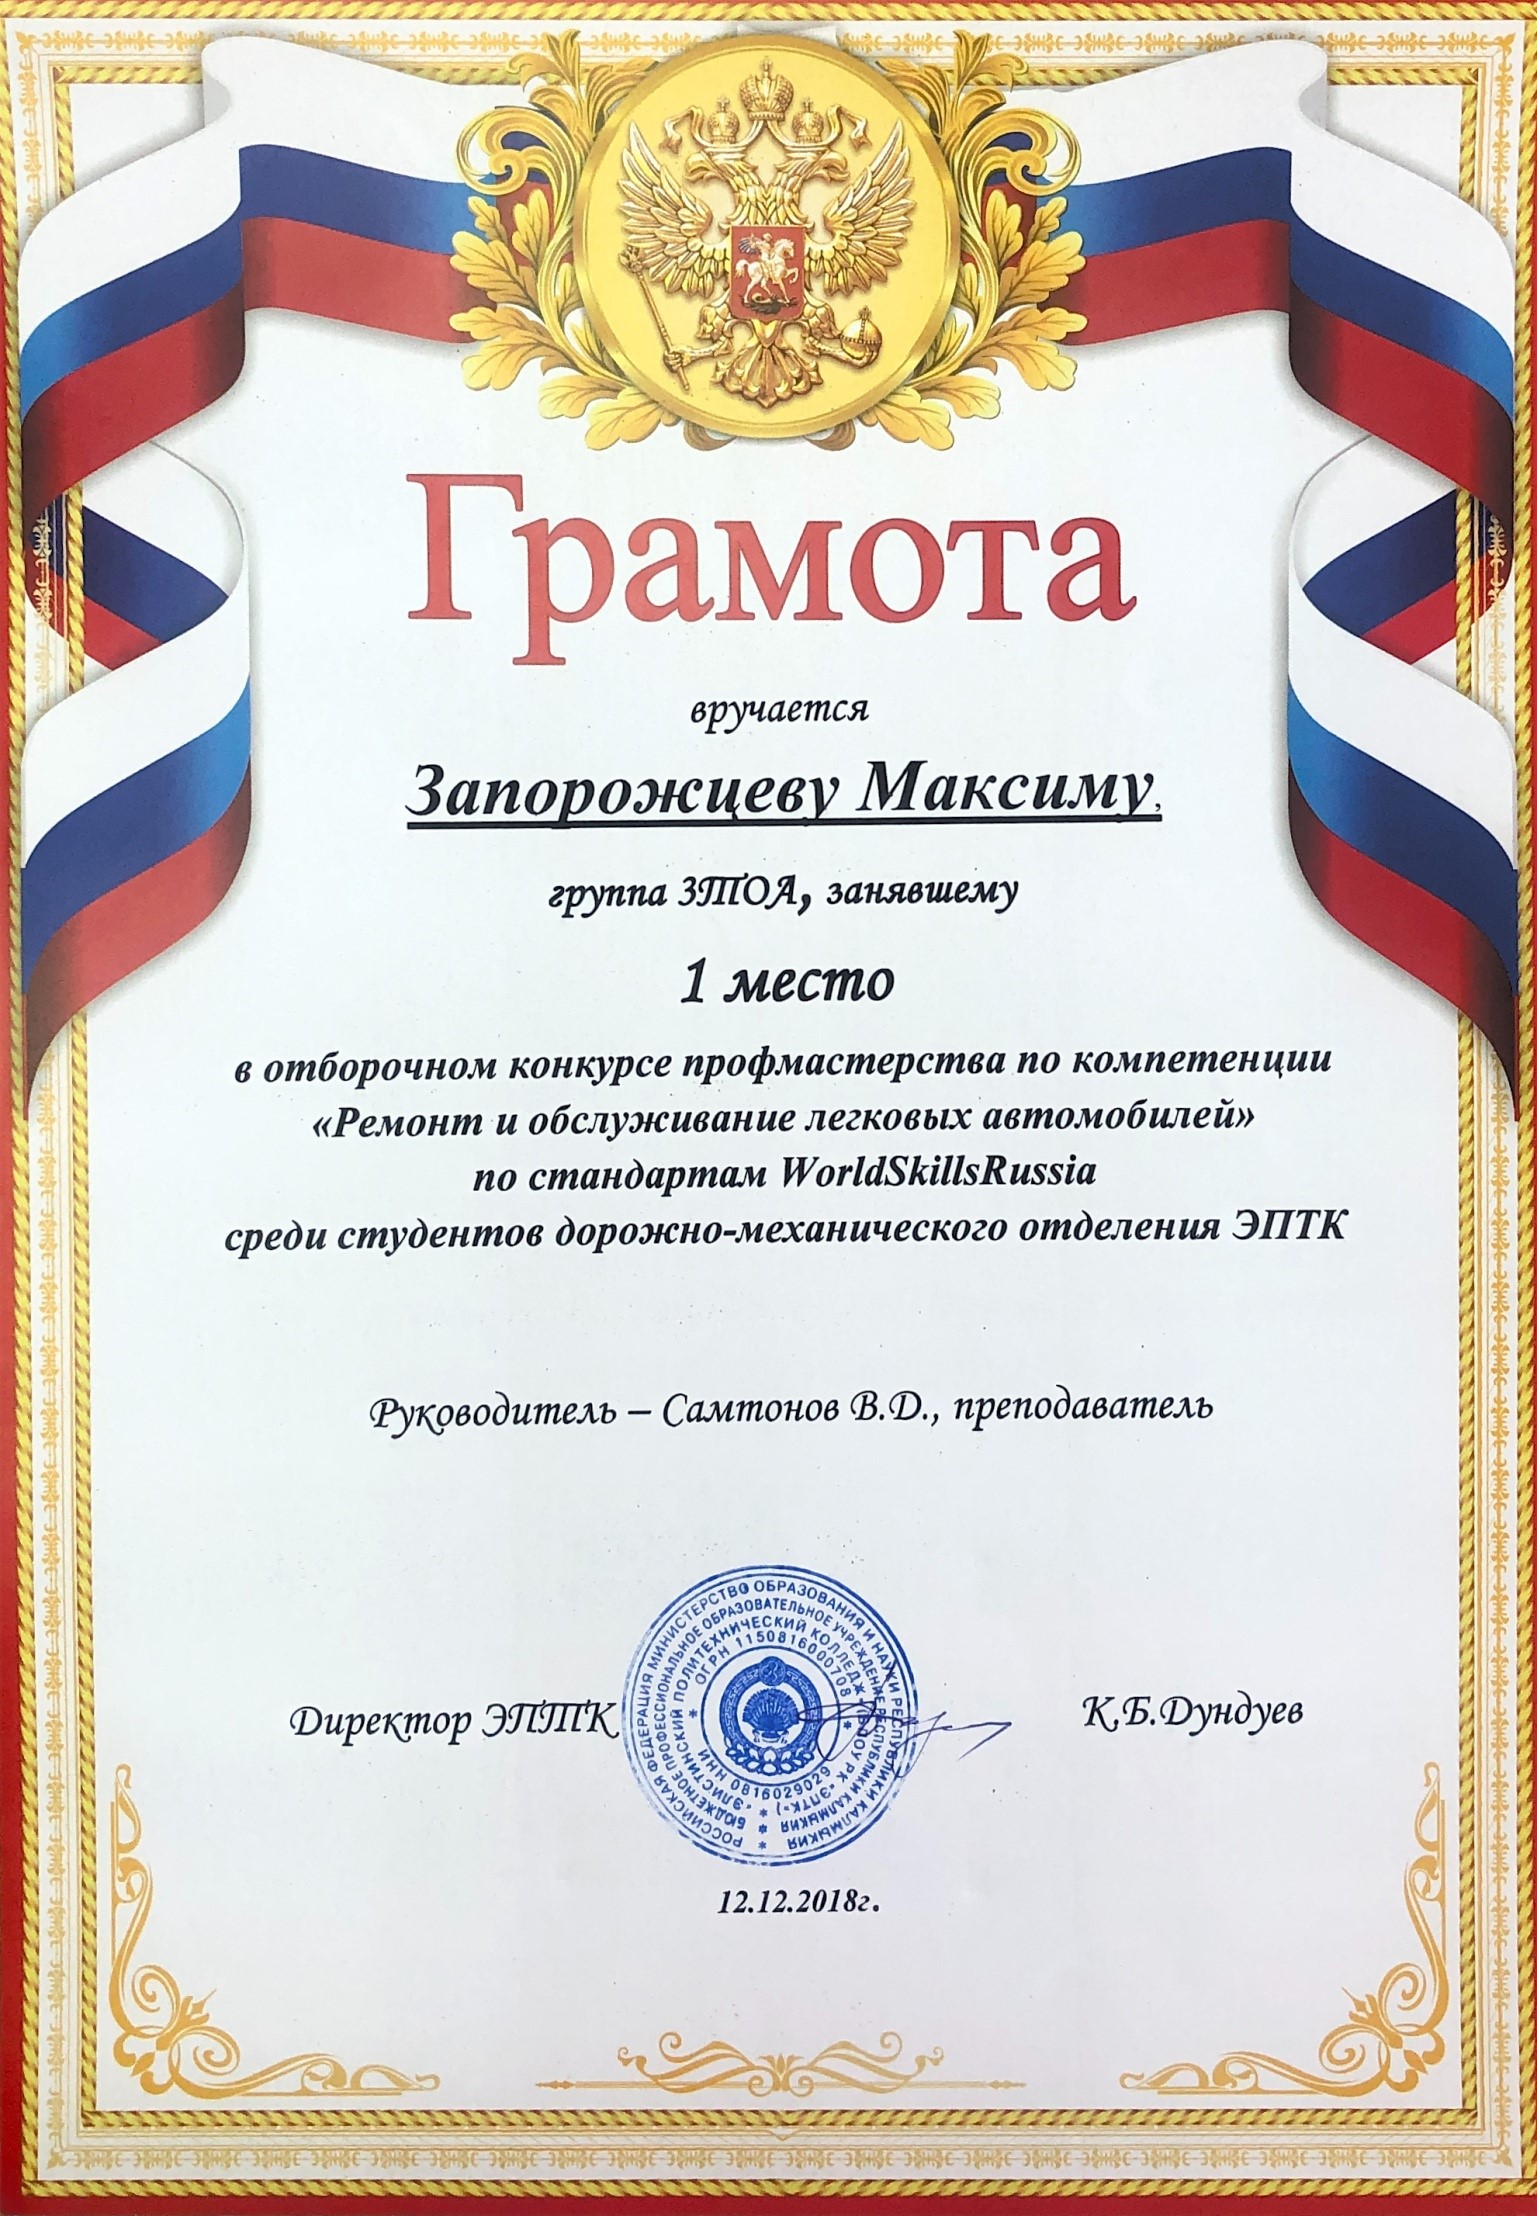 Грамота
вручается
Запорожцеву Максиму,
группа 3ТОА, занявшему
1 место
в отборочном конкурсе профмастерства по компетенции
«Ремонт и обслуживание легковых автомобилей»
по стандартам WorldSkillsRussia
среди студентов дорожно-механического отделения ЭПТК
Руководитель – Самтонов В.Д., преподаватель
РОССИЙСКАЯ ФЕДЕРАЦИЯ МИНИСТЕРСТВО ОБРАЗОВАНИЯ И НАУКИ РЕСПУБЛИКИ КАЛМЫКИЯ *
БЮДЖЕТНОЕ ПРОФЕССИОНАЛЬНОЕ ОБРАЗОВАТЕЛЬНОЕ УЧРЕЖДЕНИЕ РЕСПУБЛИКИ КАЛМЫКИЯ *
"ЭЛИСТИНСКИЙ ПОЛИТЕХНИЧЕСКИЙ КОЛЛЕДЖ" (БПОУ РК "ЭПТК") *
* ОГРН 1150816000708 * ИНН 0816029029
Директор ЭПТК К.Б.Дундуев
12.12.2018г.